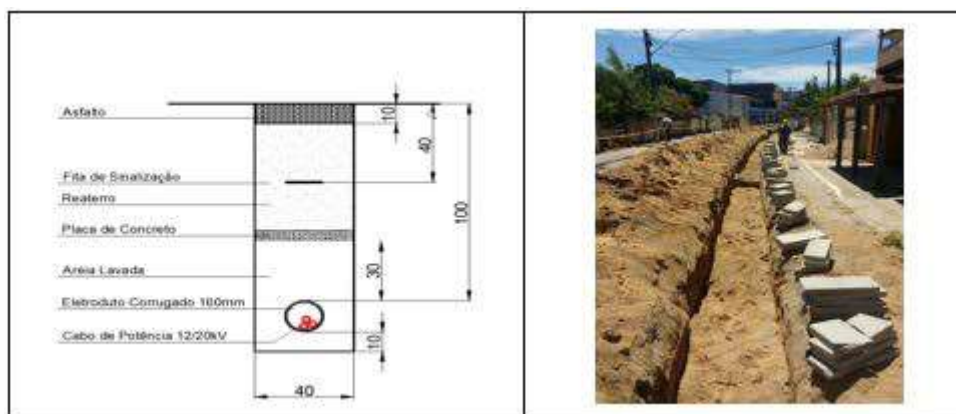 Asfalto
10
40
Fita de Sinalização
Reaterro
100
Placa de Concreto
Areia Lavada
30
Eletroduto Corrugado 160mm
Cabo de Potência 12/20kV
10
40